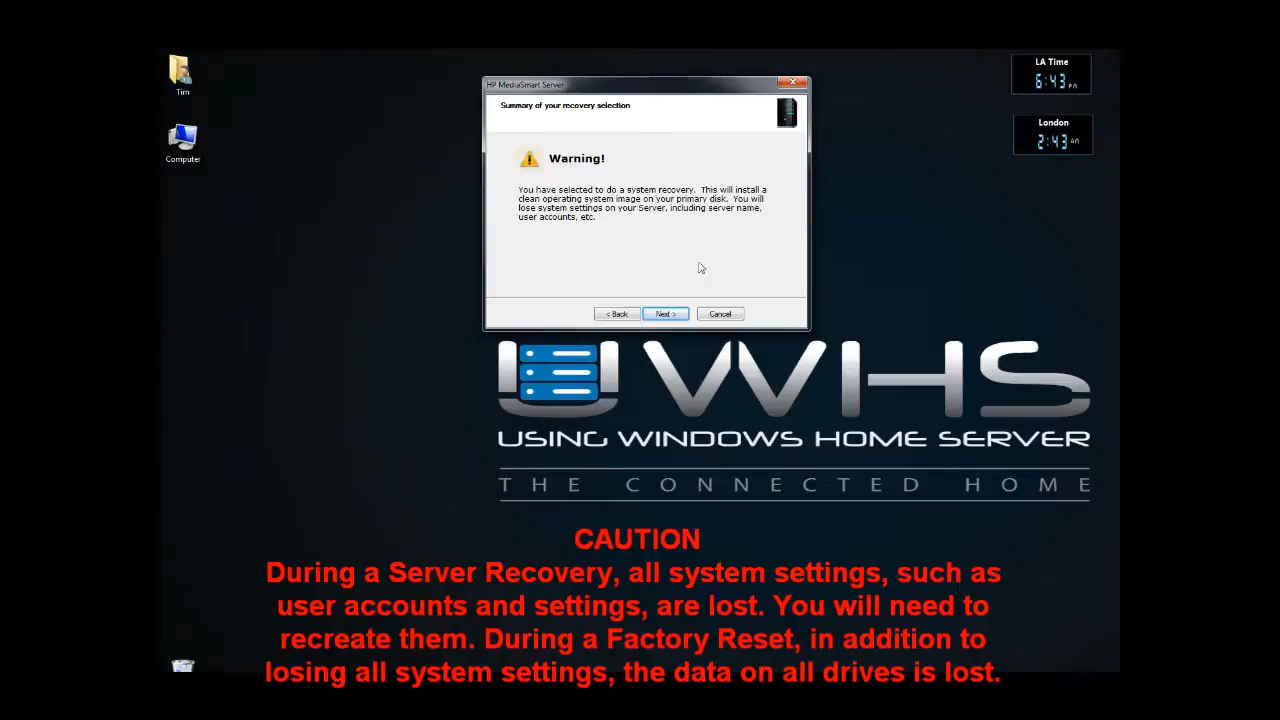 Tim
Computer
LA Time
6:43 PM
London
2:43 AM
HP MediaSmart Server
Summary of your recovery selection
Warning!
You have selected to do a system recovery. This will install a
clean operating system image on your primary disk. You will
lose system settings on your Server, including server name,
user accounts, etc.
< Back
Next >
Cancel
UWHS
USING WINDOWS HOME SERVER
THE CONNECTED HOME
CAUTION
During a Server Recovery, all system settings, such as
user accounts and settings, are lost. You will need to
recreate them. During a Factory Reset, in addition to
losing all system settings, the data on all drives is lost.